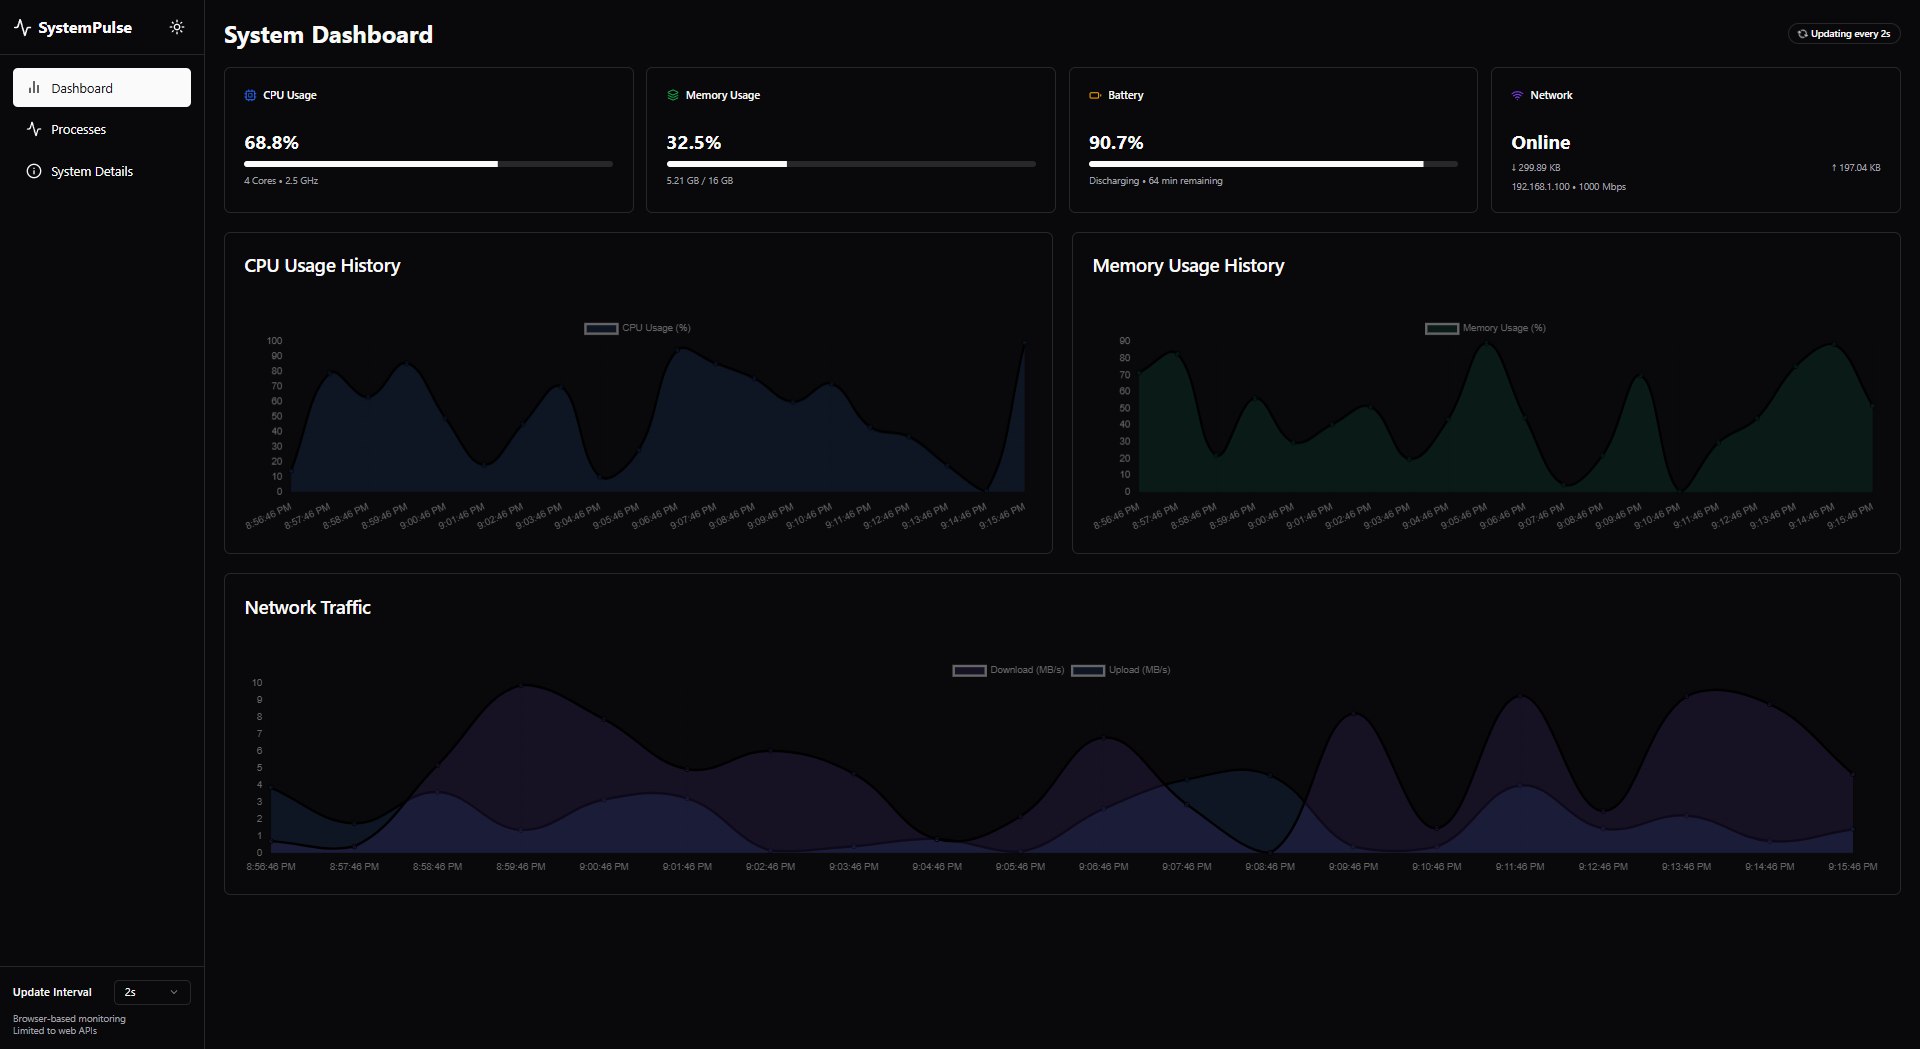 SystemPulse
Dashboard
Processes
System Details
System Dashboard
Updating every 2s
CPU Usage
68.8%
4 Cores • 2.5 GHz
Memory Usage
32.5%
5.21 GB / 16 GB
Battery
90.7%
Discharging • 64 min remaining
Network
Online
↓ 299.89 KB ↑ 197.04 KB
192.168.1.100 • 1000 Mbps
CPU Usage History
CPU Usage (%)
100
90
80
70
60
50
40
30
20
10
0
8:56:46 PM 8:57:46 PM 8:58:46 PM 8:59:46 PM 9:00:46 PM 9:01:46 PM 9:02:46 PM 9:03:46 PM 9:04:46 PM 9:05:46 PM 9:06:46 PM 9:07:46 PM 9:08:46 PM 9:09:46 PM 9:10:46 PM 9:11:46 PM 9:12:46 PM 9:13:46 PM 9:14:46 PM 9:15:46 PM
Memory Usage History
Memory Usage (%)
90
80
70
60
50
40
30
20
10
0
8:56:46 PM 8:57:46 PM 8:58:46 PM 8:59:46 PM 9:00:46 PM 9:01:46 PM 9:02:46 PM 9:03:46 PM 9:04:46 PM 9:05:46 PM 9:06:46 PM 9:07:46 PM 9:08:46 PM 9:09:46 PM 9:10:46 PM 9:11:46 PM 9:12:46 PM 9:13:46 PM 9:14:46 PM 9:15:46 PM
Network Traffic
Download (MB/s) Upload (MB/s)
10
9
8
7
6
5
4
3
2
1
0
8:56:46 PM 8:57:46 PM 8:58:46 PM 8:59:46 PM 9:00:46 PM 9:01:46 PM 9:02:46 PM 9:03:46 PM 9:04:46 PM 9:05:46 PM 9:06:46 PM 9:07:46 PM 9:08:46 PM 9:09:46 PM 9:10:46 PM 9:11:46 PM 9:12:46 PM 9:13:46 PM 9:14:46 PM 9:15:46 PM
Update Interval 2s
Browser-based monitoring
Limited to web APIs